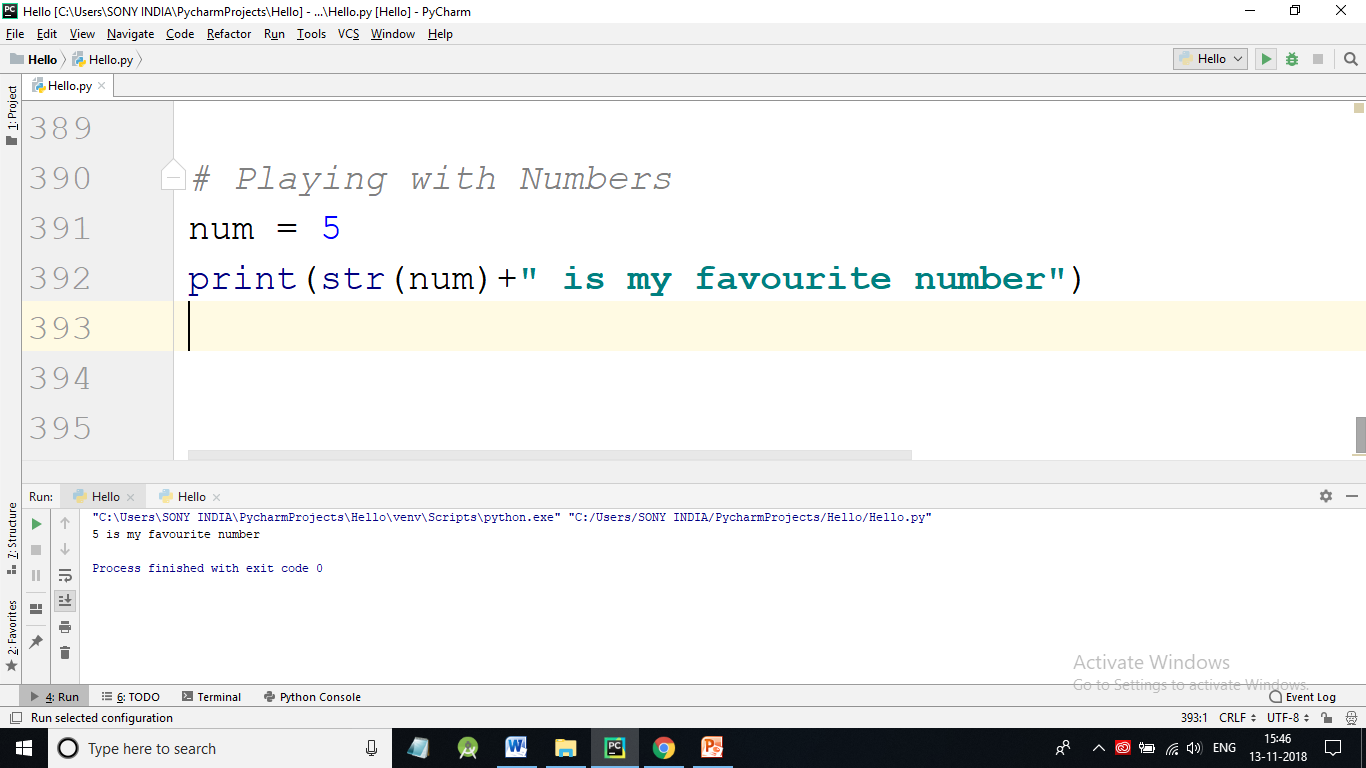 Hello [C:\Users\SONY INDIA\PycharmProjects\Hello] - ...\Hello.py [Hello] - PyCharm
File Edit View Navigate Code Refactor Run Tools VCS Window Help
Hello Hello.py Hello
Hello.py
1: Project
389
390 # Playing with Numbers
391 num = 5
392 print(str(num)+" is my favourite number")
393
394
395
7: Structure
2: Favorites
Run: Hello Hello
"C:\Users\SONY INDIA\PycharmProjects\Hello\venv\Scripts\python.exe" "C:/Users/SONY INDIA/PycharmProjects/Hello/Hello.py"
5 is my favourite number
Process finished with exit code 0
Activate Windows
Go to Settings to activate Windows.
4: Run 6: TODO Terminal Python Console Event Log
Run selected configuration 393:1 CRLF UTF-8
Type here to search ENG 15:46
13-11-2018